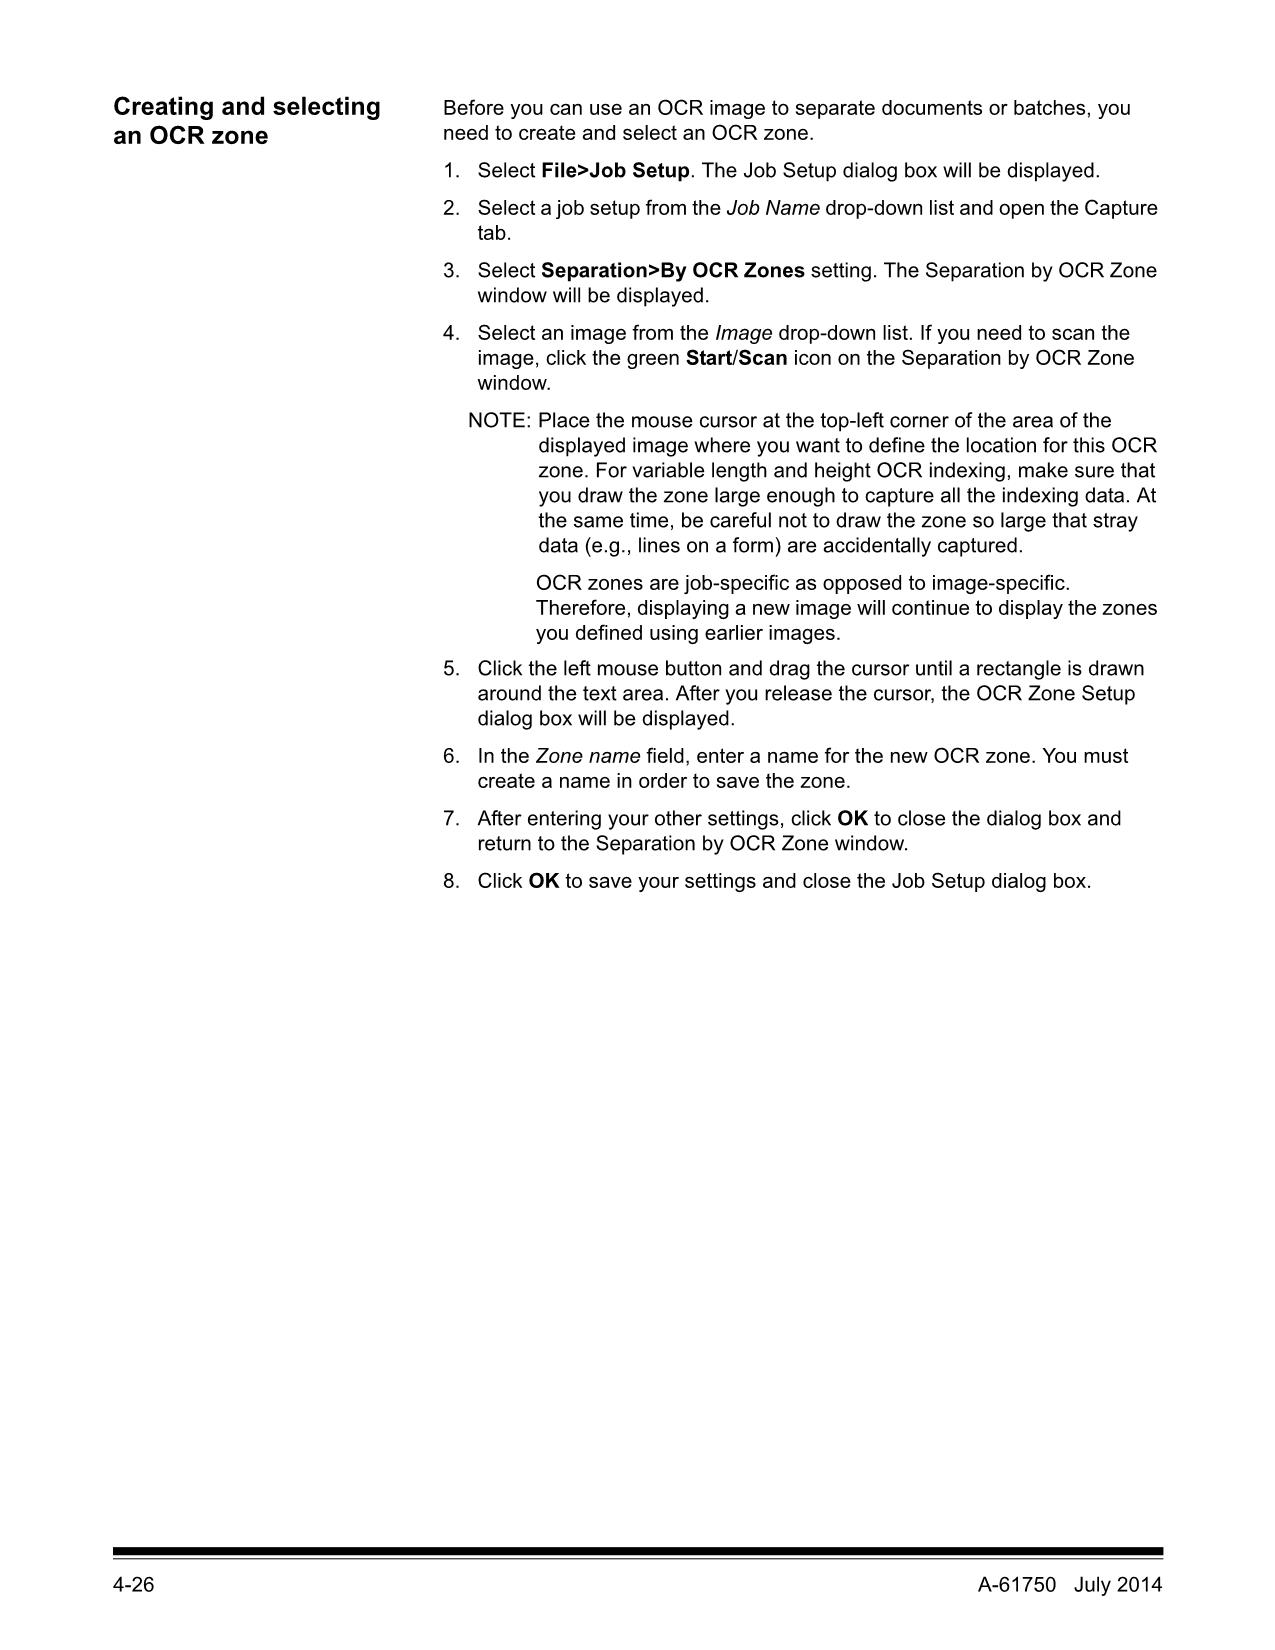 Creating and selecting
an OCR zone
Before you can use an OCR image to separate documents or batches, you
need to create and select an OCR zone.
1. Select File>Job Setup. The Job Setup dialog box will be displayed.
2. Select a job setup from the Job Name drop-down list and open the Capture
tab.
3. Select Separation>By OCR Zones setting. The Separation by OCR Zone
window will be displayed.
4. Select an image from the Image drop-down list. If you need to scan the
image, click the green Start/Scan icon on the Separation by OCR Zone
window.
NOTE: Place the mouse cursor at the top-left corner of the area of the
displayed image where you want to define the location for this OCR
zone. For variable length and height OCR indexing, make sure that
you draw the zone large enough to capture all the indexing data. At
the same time, be careful not to draw the zone so large that stray
data (e.g., lines on a form) are accidentally captured.
OCR zones are job-specific as opposed to image-specific.
Therefore, displaying a new image will continue to display the zones
you defined using earlier images.
5. Click the left mouse button and drag the cursor until a rectangle is drawn
around the text area. After you release the cursor, the OCR Zone Setup
dialog box will be displayed.
6. In the Zone name field, enter a name for the new OCR zone. You must
create a name in order to save the zone.
7. After entering your other settings, click OK to close the dialog box and
return to the Separation by OCR Zone window.
8. Click OK to save your settings and close the Job Setup dialog box.
4-26 A-61750 July 2014